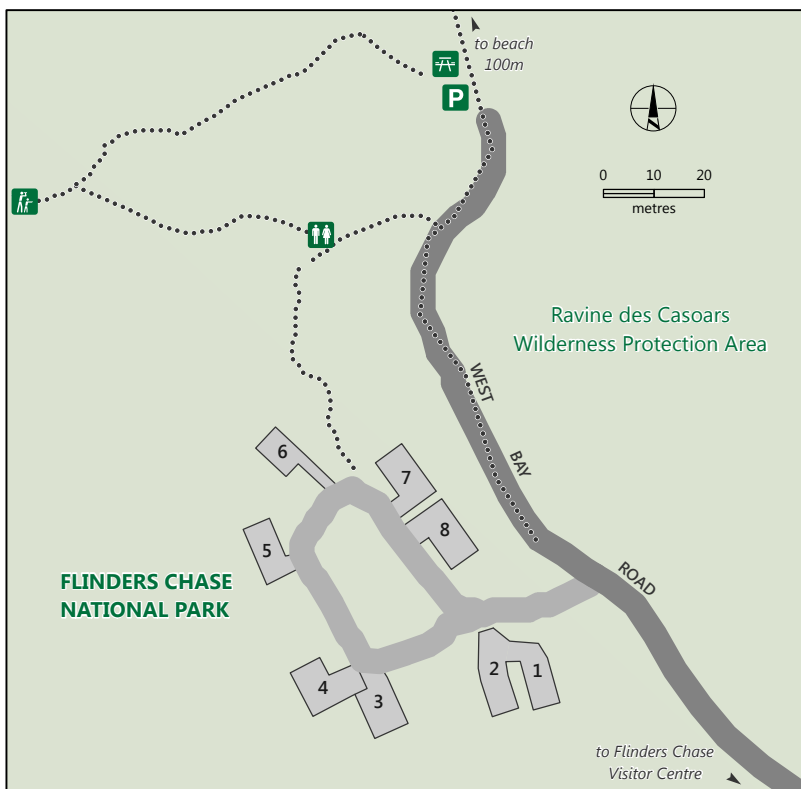 to beach
100m
P
0 10 20
metres
Ravine des Casoars
Wilderness Protection Area
WEST
BAY
ROAD
6
7
8
5
FLINDERS CHASE
NATIONAL PARK
2 1
4
3
to Flinders Chase
Visitor Centre